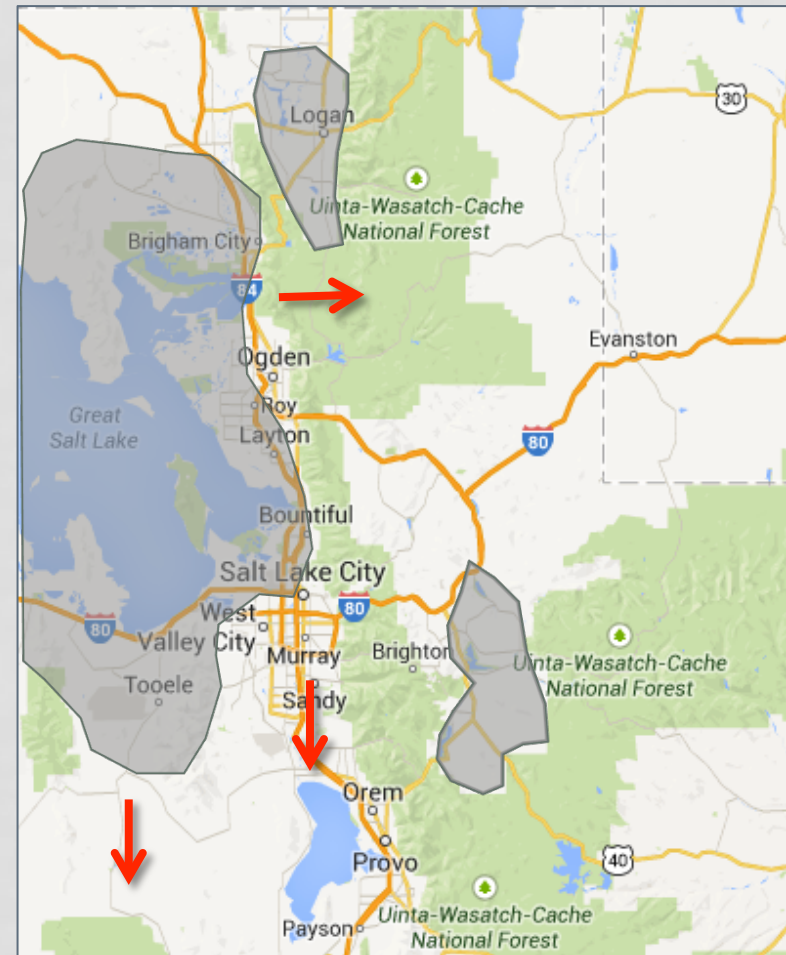 30
Logan
Uinta-Wasatch-Cache
National Forest
Brigham City
84
Evanston
Ogden
Roy
Great
Salt Lake
Layton
80
Bountiful
Salt Lake City
80
West
Valley City
80
Murray
Brighton
Uinta-Wasatch-Cache
National Forest
Tooele
Sandy
Orem
Provo
40
Uinta-Wasatch-Cache
National Forest
Payson